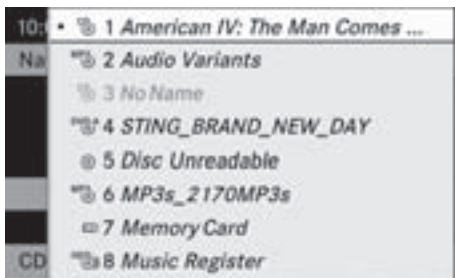 10:
• 1 American IV: The Man Comes ...
Na
2 Audio Variants
3 No Name
4 STING_BRAND_NEW_DAY
5 Disc Unreadable
6 MP3s_2170MP3s
7 Memory Card
CD
8 Music Register